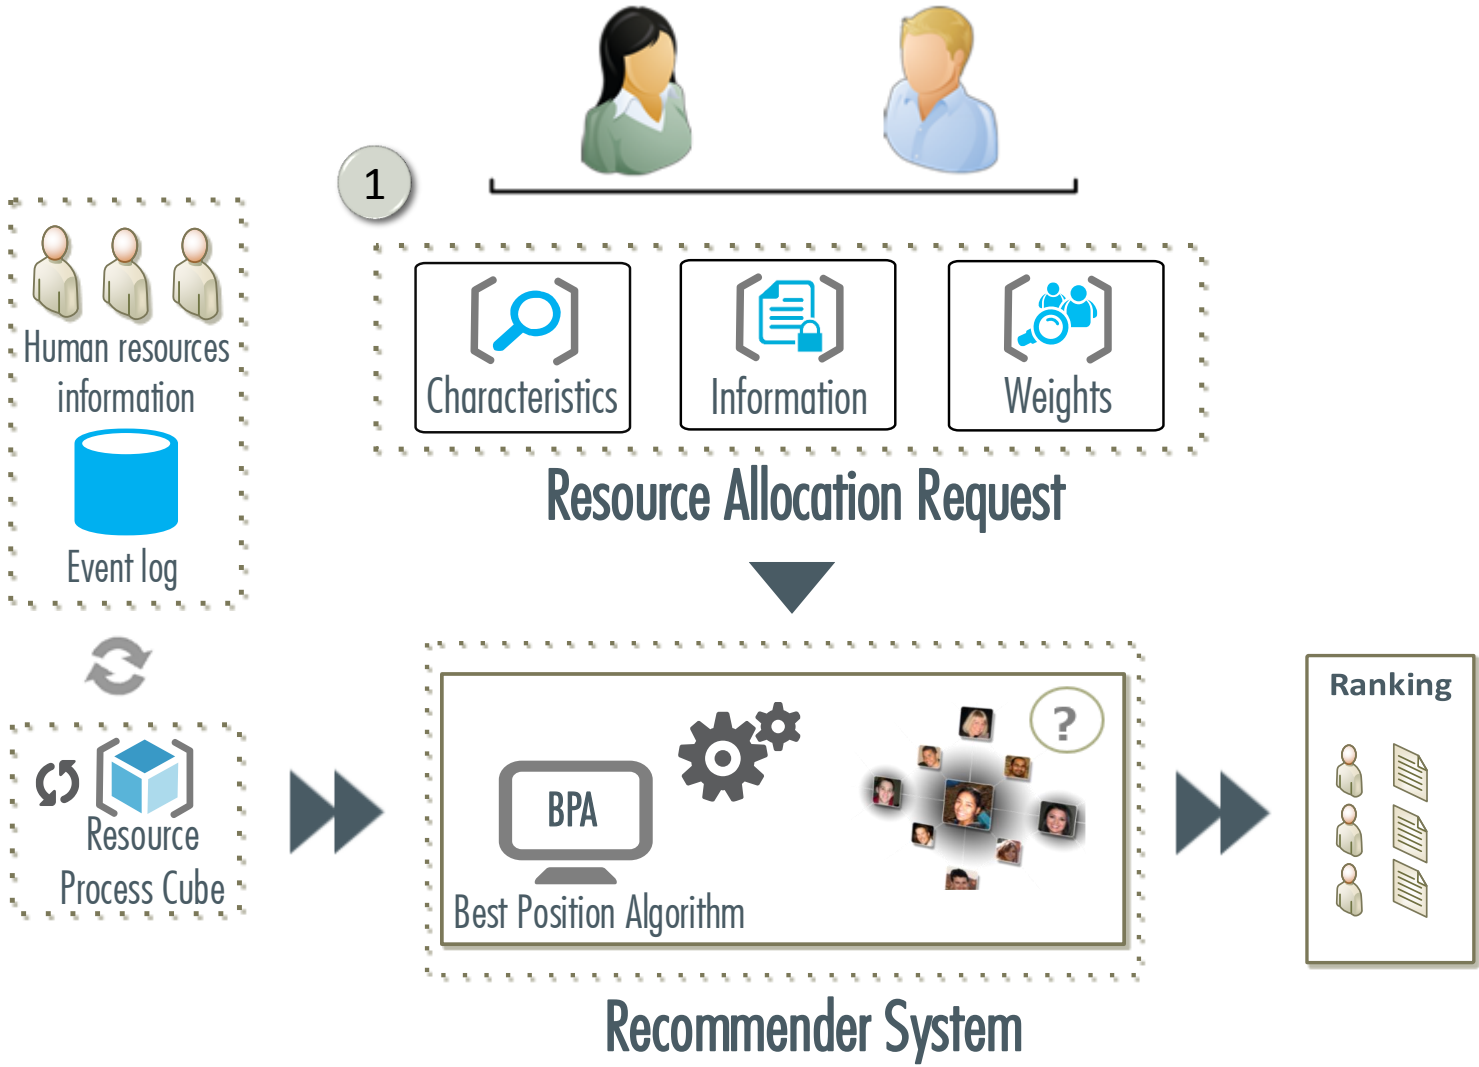 1
Human resources
information
Event log
Characteristics
Information
Weights
Resource Allocation Request
Resource
Process Cube
BPA
Best Position Algorithm
?
Recommender System
Ranking